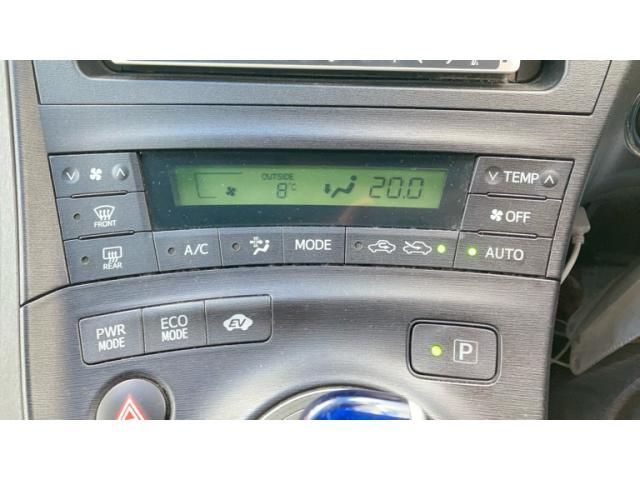 OUTSIDE
8°C
20.0
TEMP
FRONT
OFF
REAR
A/C
MODE
AUTO
PWR MODE
ECO MODE
EV
P